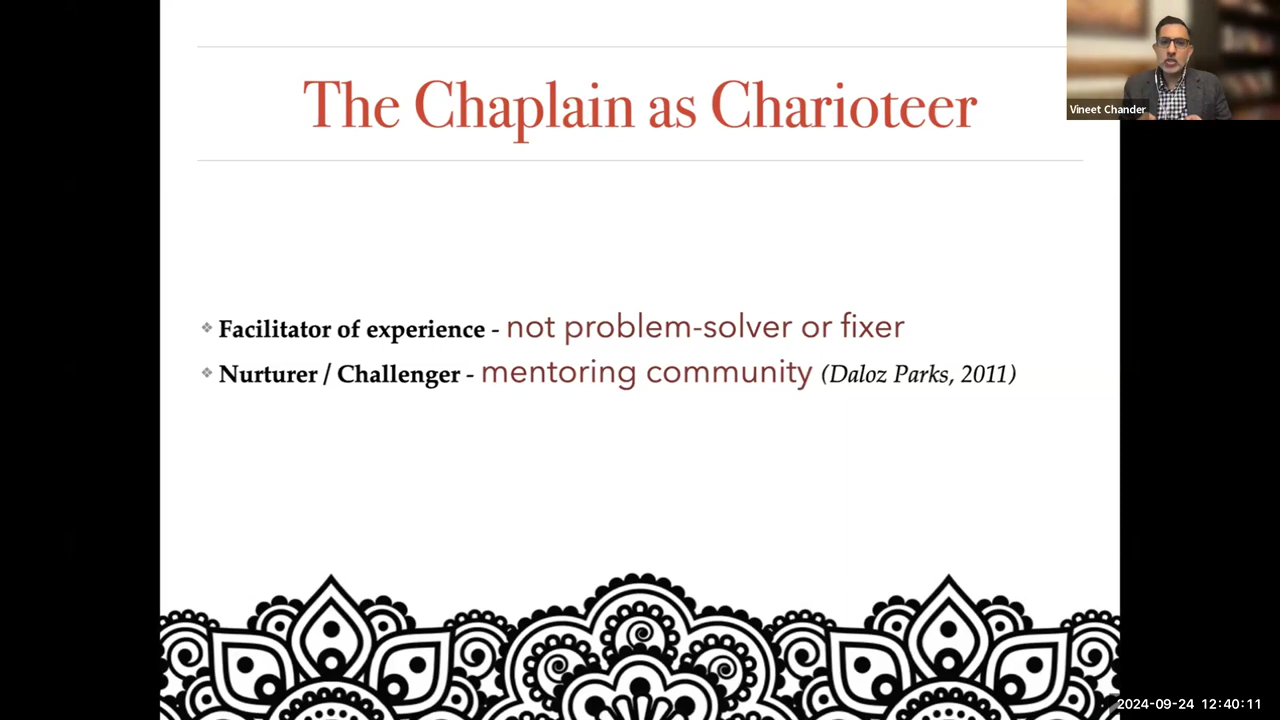 The Chaplain as Charioteer
Vineet Chander
Facilitator of experience - not problem-solver or fixer
Nurturer / Challenger - mentoring community (Daloz Parks, 2011)
2024-09-24 12:40:11